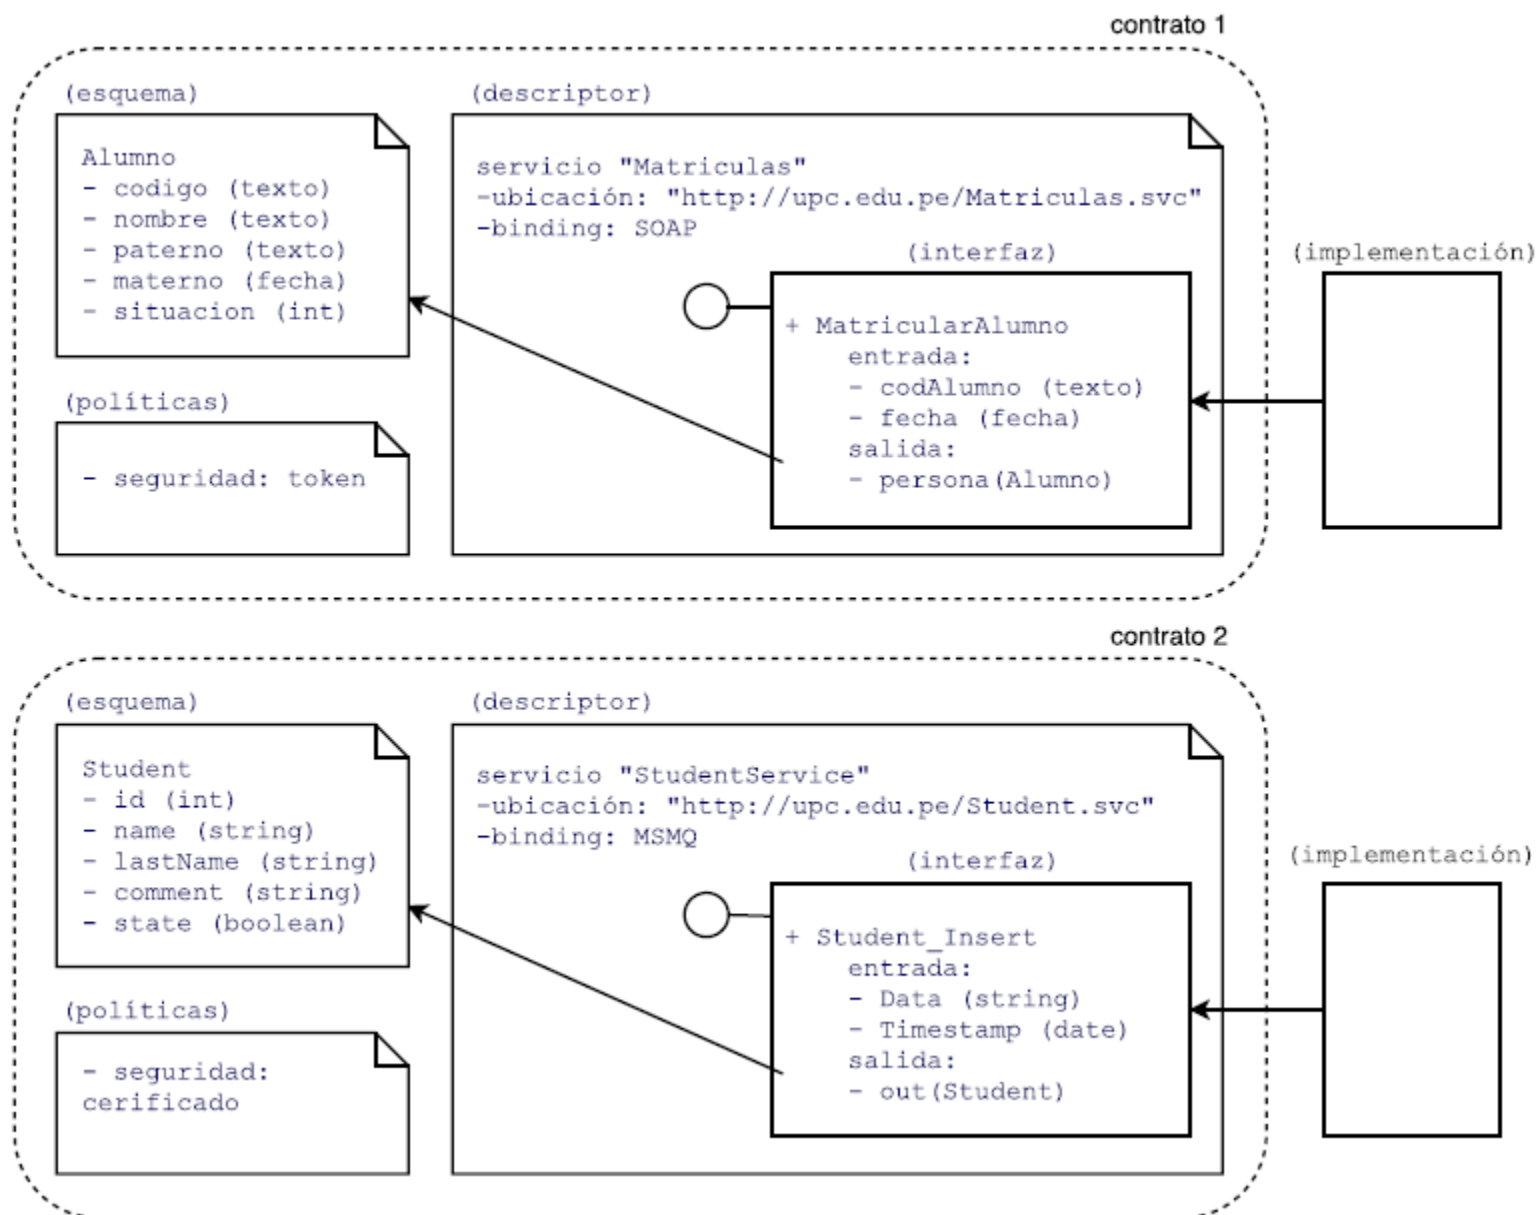 contrato 1
(esquema)
Alumno
- codigo (texto)
- nombre (texto)
- paterno (texto)
- materno (fecha)
- situacion (int)
(políticas)
- seguridad: token
(descriptor)
servicio "Matriculas"
-ubicación: "http://upc.edu.pe/Matriculas.svc"
-binding: SOAP
(interfaz)
+ MatricularAlumno
entrada:
- codAlumno (texto)
- fecha (fecha)
salida:
- persona(Alumno)
(implementación)
contrato 2
(esquema)
Student
- id (int)
- name (string)
- lastName (string)
- comment (string)
- state (boolean)
(políticas)
- seguridad:
cerificado
(descriptor)
servicio "StudentService"
-ubicación: "http://upc.edu.pe/Student.svc"
-binding: MSMQ
(interfaz)
+ Student_Insert
entrada:
- Data (string)
- Timestamp (date)
salida:
- out(Student)
(implementación)